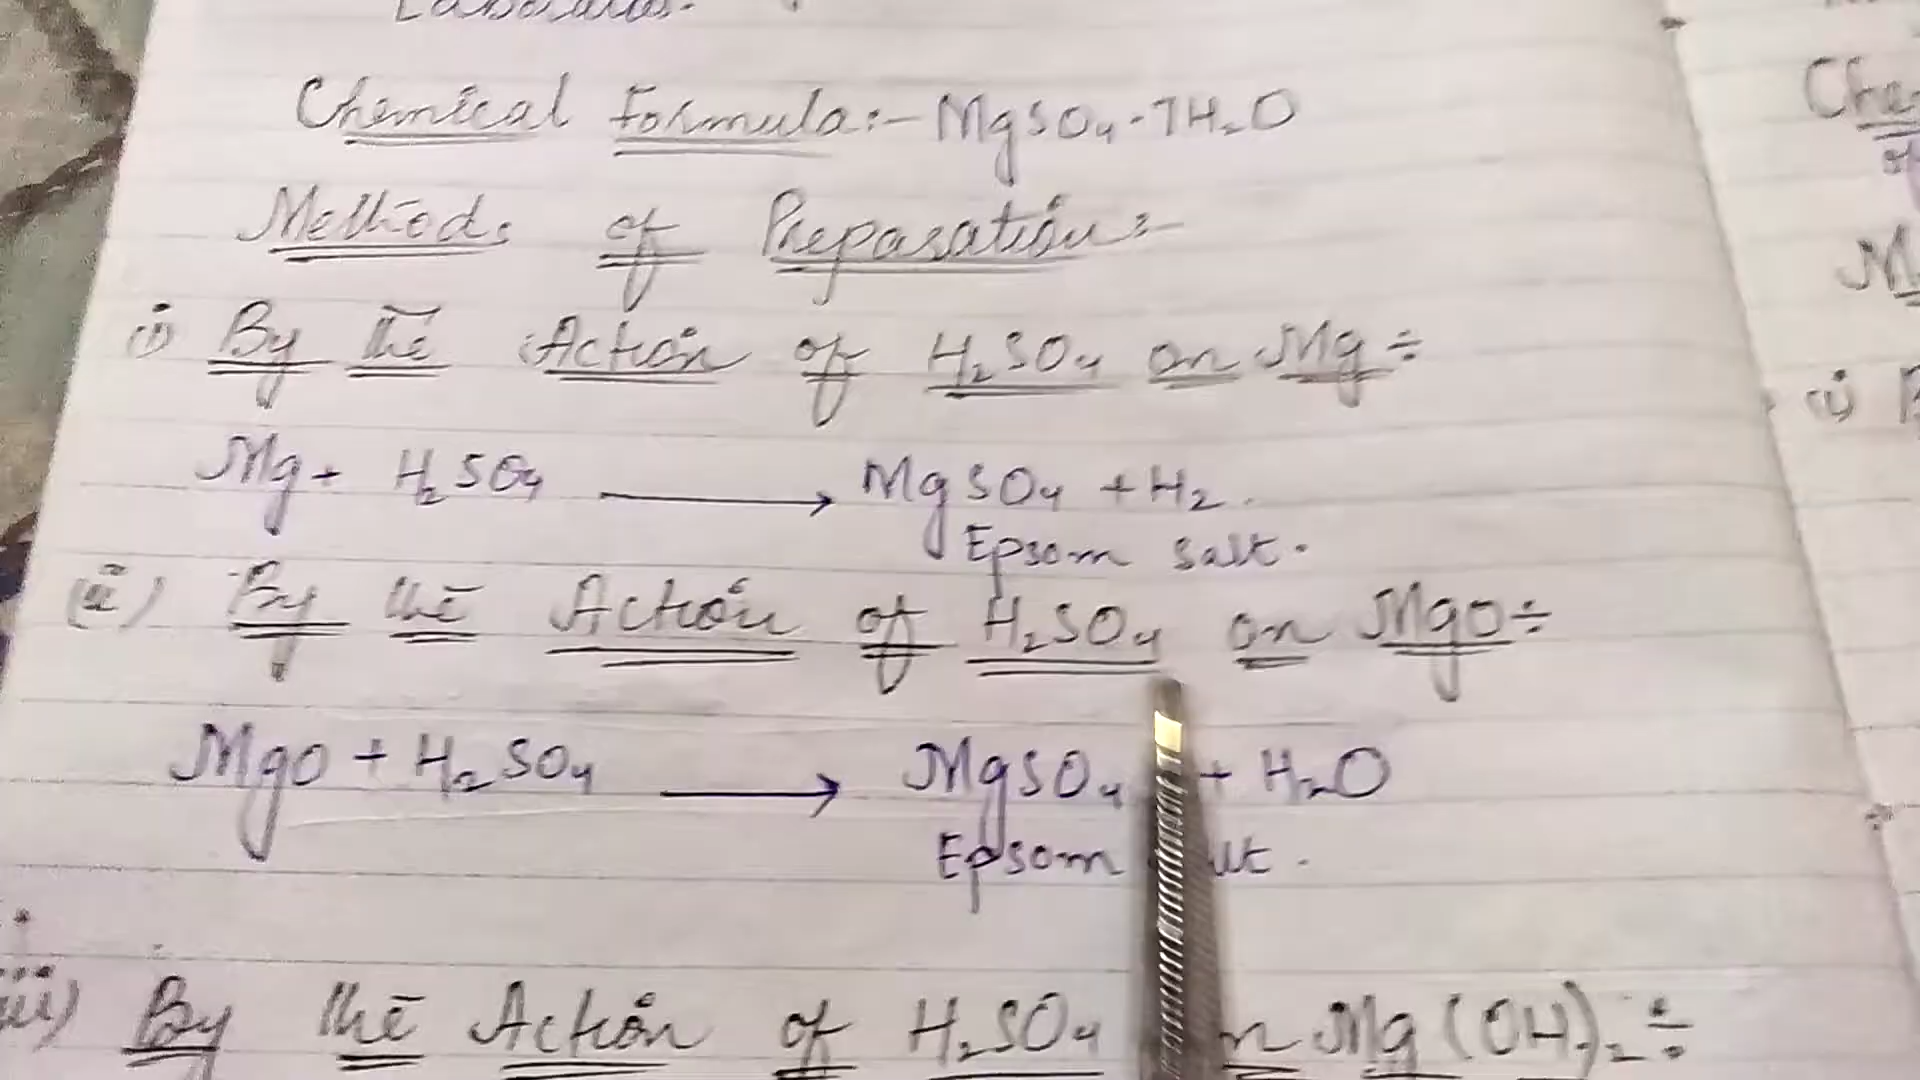 Chemical Formula:- MgSO4.7H2O
Methods of Preparation:-
(i) By the Action of H2SO4 on Mg ÷
Mg + H2SO4 ⟶ MgSO4 + H2.
Epsom Salt.
(ii) By the Action of H2SO4 on MgO ÷
MgO + H2SO4 ⟶ MgSO4 + H2O
Epsom .
iii) By the Action of H2SO4 Mg(OH)2 ÷